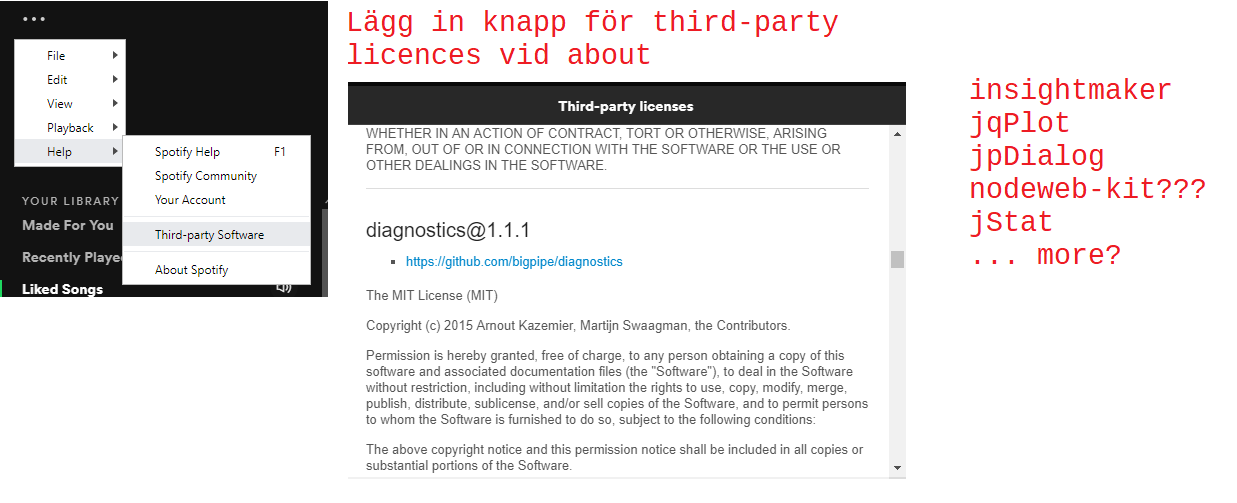 ...
File
Edit
View
Playback
Help
Spotify Help F1
Spotify Community
Your Account
Third-party Software
About Spotify
YOUR LIBRARY
Made For You
Recently Playe
Liked Songs
Lägg in knapp för third-party
licences vid about
Third-party licenses
WHETHER IN AN ACTION OF CONTRACT, TORT OR OTHERWISE, ARISING
FROM, OUT OF OR IN CONNECTION WITH THE SOFTWARE OR THE USE OR
OTHER DEALINGS IN THE SOFTWARE.
diagnostics@1.1.1
https://github.com/bigpipe/diagnostics
The MIT License (MIT)
Copyright (c) 2015 Arnout Kazemier, Martijn Swaagman, the Contributors.
Permission is hereby granted, free of charge, to any person obtaining a copy of this
software and associated documentation files (the "Software"), to deal in the Software
without restriction, including without limitation the rights to use, copy, modify, merge,
publish, distribute, sublicense, and/or sell copies of the Software, and to permit persons
to whom the Software is furnished to do so, subject to the following conditions:
The above copyright notice and this permission notice shall be included in all copies or
substantial portions of the Software.
insightmaker
jqPlot
jpDialog
nodeweb-kit???
jStat
... more?